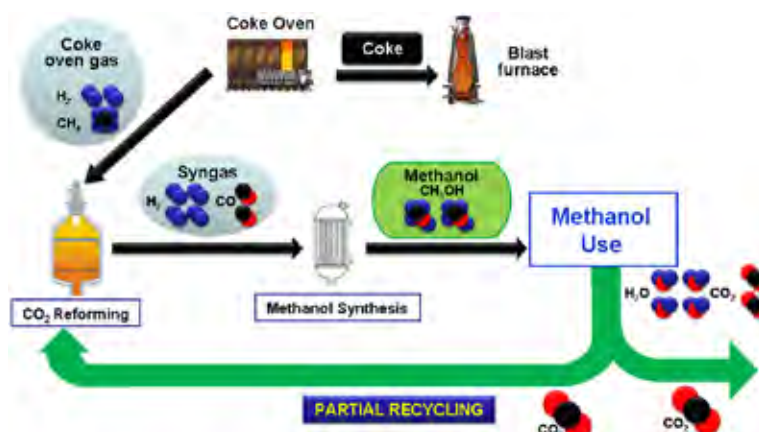 Coke Oven
Coke
oven gas
Coke
Blast
furnace
H₂
CH₄
Syngas
H₂
CO
Methanol
CH₃OH
Methanol
Use
H₂O
CO₂
CO₂ Reforming
Methanol Synthesis
PARTIAL RECYCLING
CO₂
CO₂